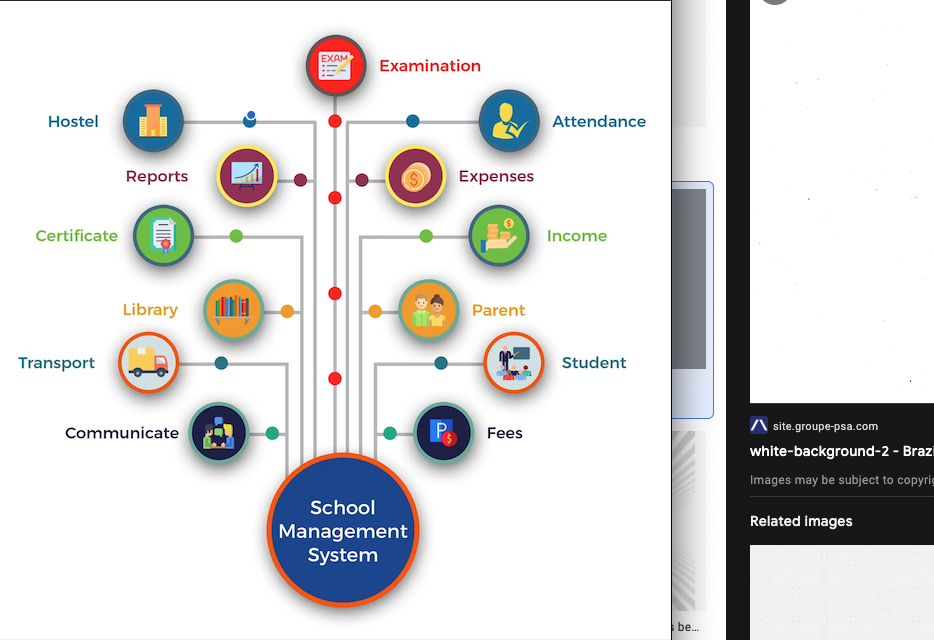 EXAM
Examination
Hostel
Attendance
Reports
Expenses
Certificate
Income
Library
Parent
Transport
Student
Communicate
Fees
School
Management
System
site.groupe-psa.com
white-background-2 - Brazi
Images may be subject to copyrig
Related images
s be...